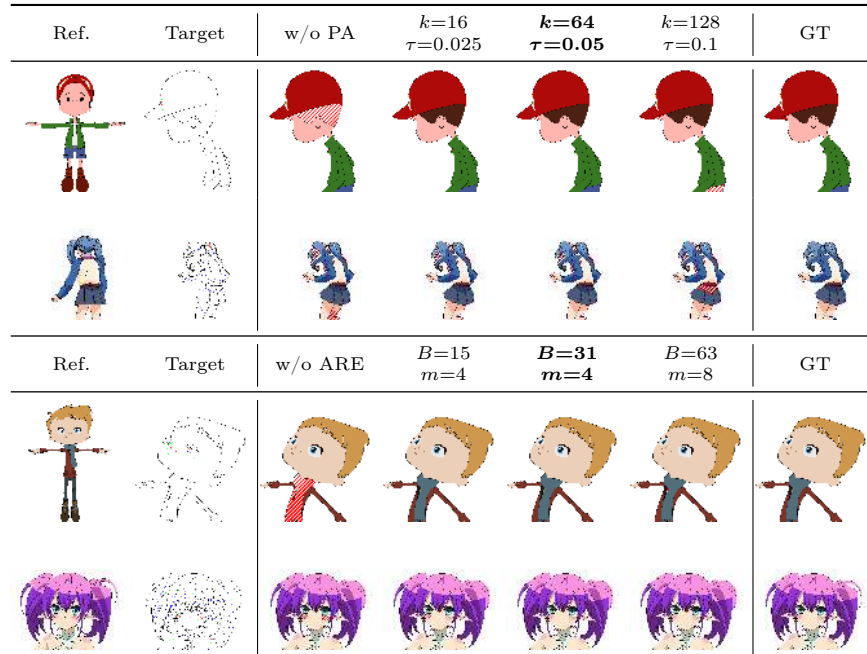 Ref. Target w/o PA k=16 k=64 k=128 GT
τ=0.025 τ=0.05 τ=0.1
Ref. Target w/o ARE B=15 B=31 B=63 GT
m=4 m=4 m=8